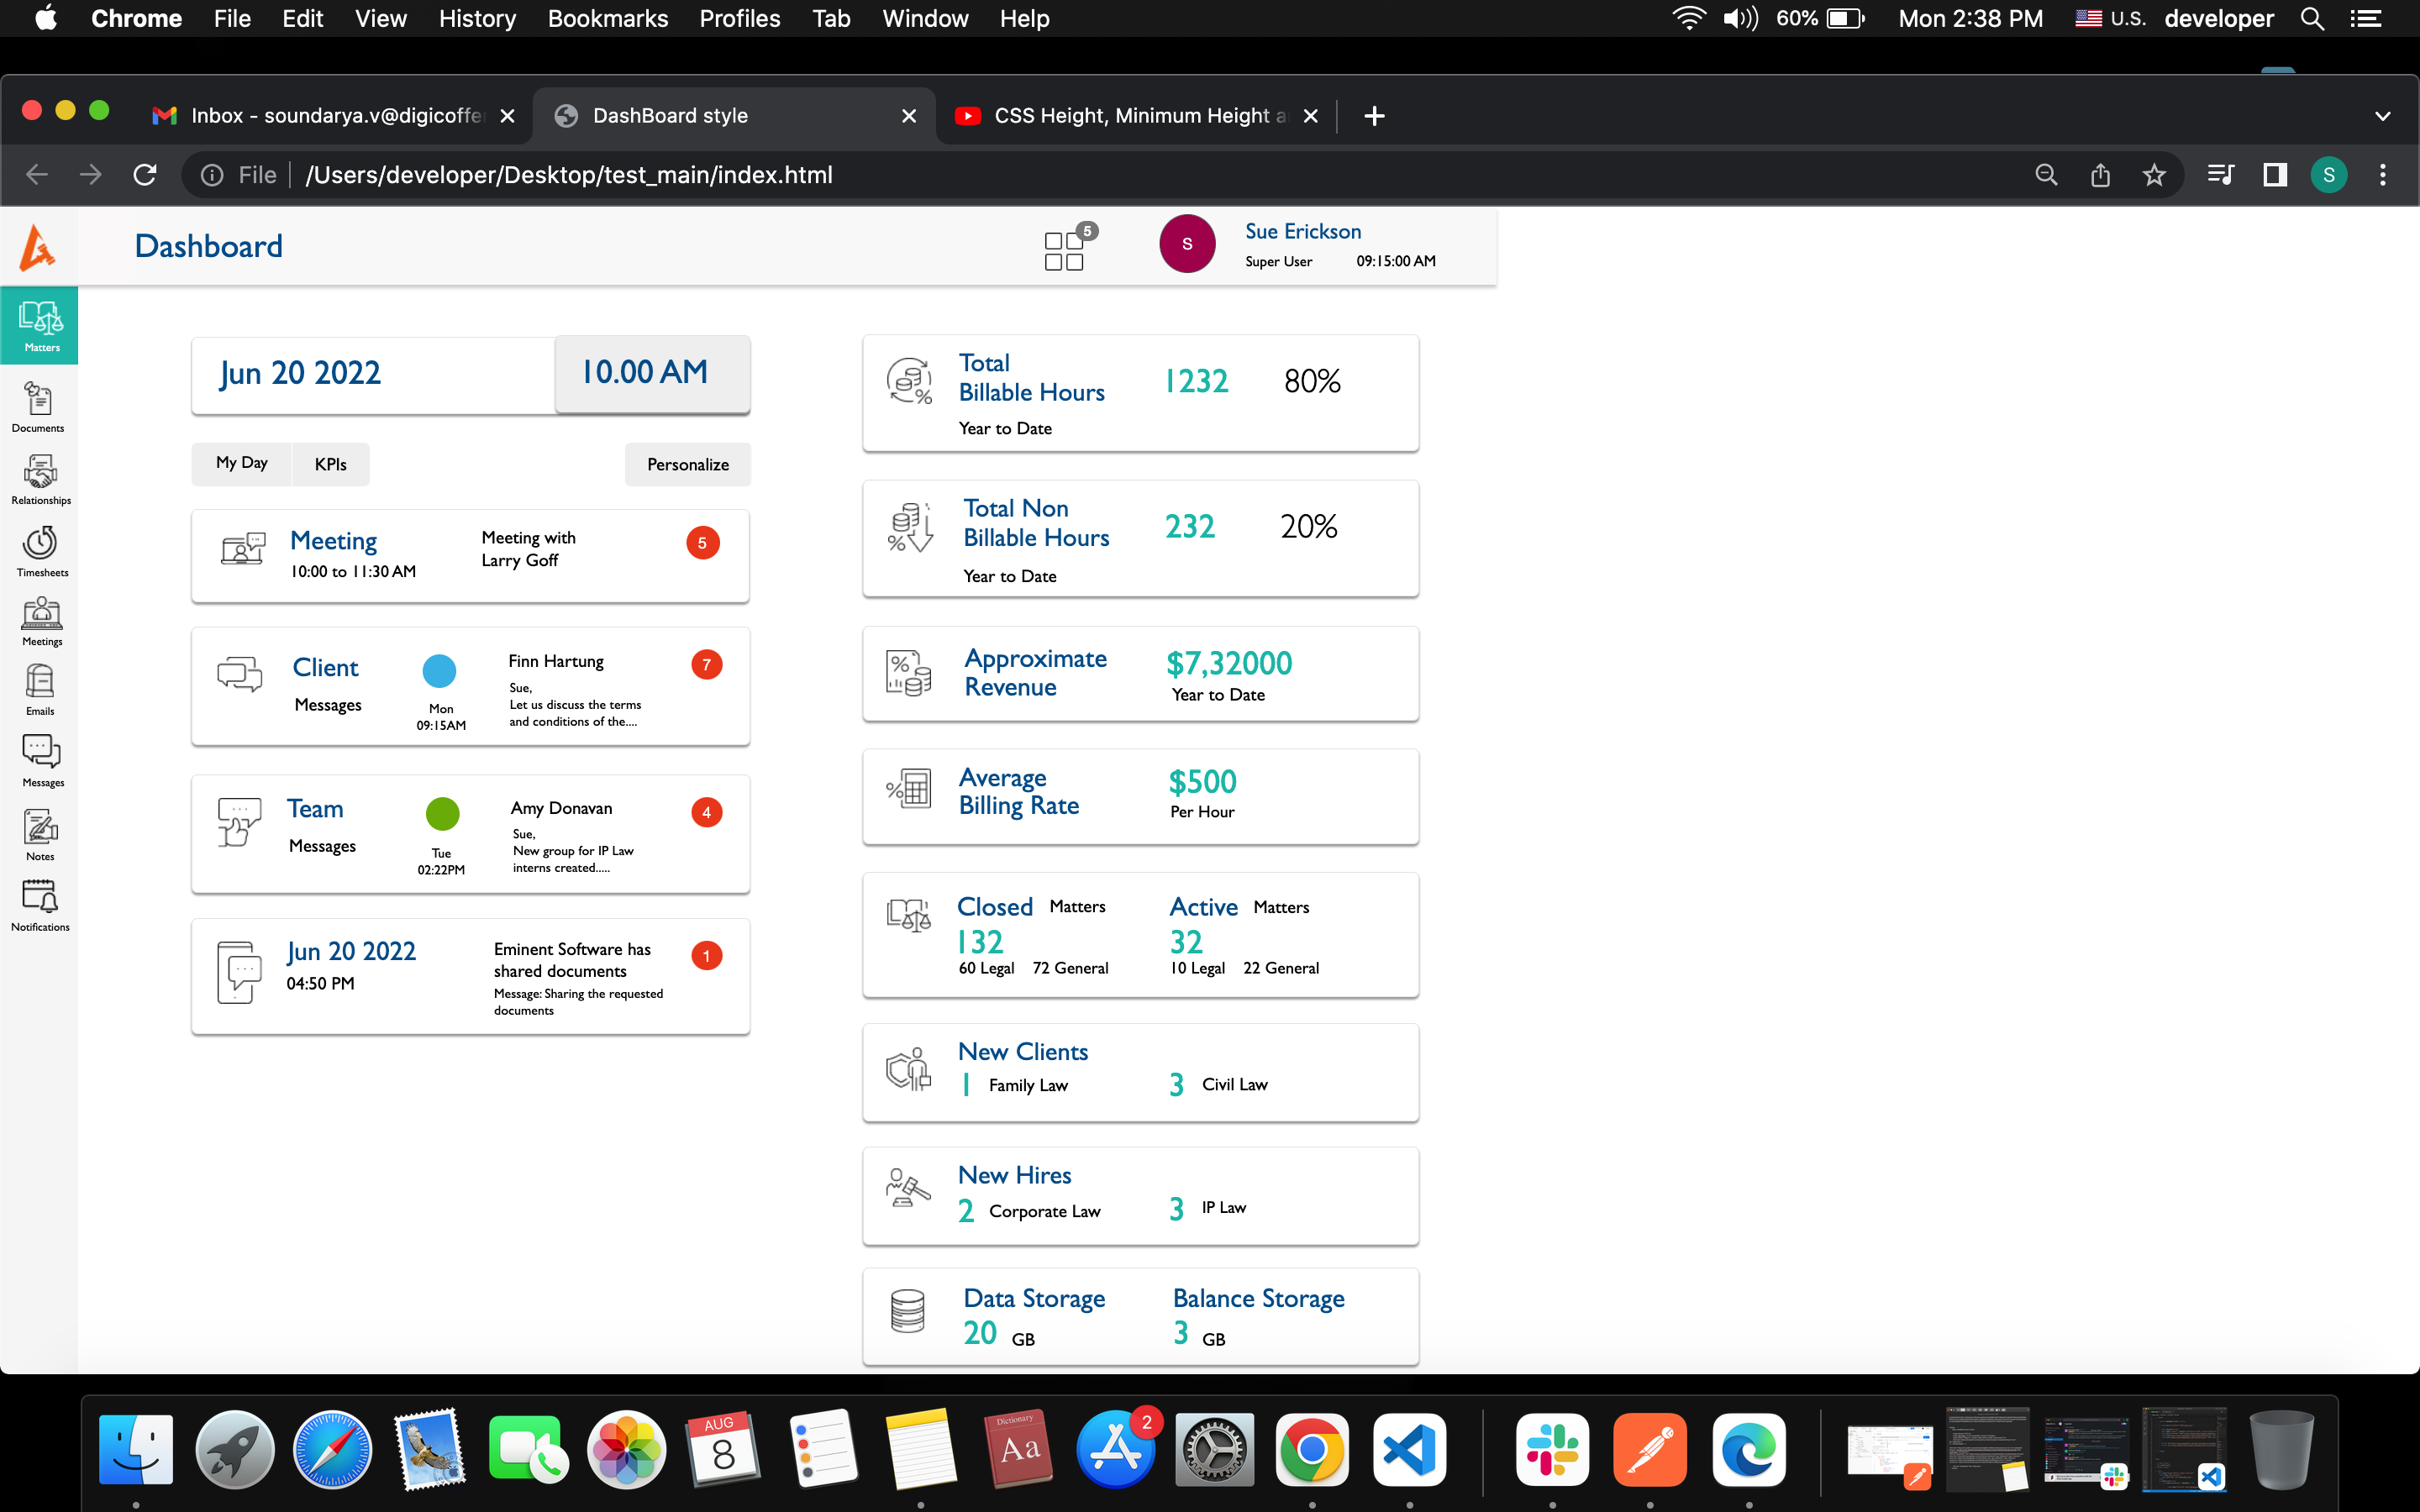 Chrome File Edit View History Bookmarks Profiles Tab Window Help 60% Mon 2:38 PM U.S. developer
Inbox - soundarya.v@digicoffe DashBoard style CSS Height, Minimum Height a
File /Users/developer/Desktop/test_main/index.html S
Dashboard
5
S
Sue Erickson
Super User 09:15:00 AM
Matters
Documents
Relationships
Timesheets
Meetings
Emails
Messages
Notes
Notifications
Jun 20 2022 10.00 AM
My Day KPIs Personalize
Meeting
10:00 to 11:30 AM
Meeting with
Larry Goff
5
Client
Messages
Mon
09:15AM
Finn Hartung
Sue,
Let us discuss the terms
and conditions of the....
7
Team
Messages
Tue
02:22PM
Amy Donavan
Sue,
New group for IP Law
interns created.....
4
Jun 20 2022
04:50 PM
Eminent Software has
shared documents
Message: Sharing the requested
documents
1
Total
Billable Hours
Year to Date
1232 80%
Total Non
Billable Hours
Year to Date
232 20%
Approximate
Revenue
$7,32000
Year to Date
Average
Billing Rate
$500
Per Hour
Closed Matters
132
60 Legal 72 General
Active Matters
32
10 Legal 22 General
New Clients
1 Family Law 3 Civil Law
New Hires
2 Corporate Law 3 IP Law
Data Storage
20 GB
Balance Storage
3 GB
AUG
8
Dictionary
Aa
2